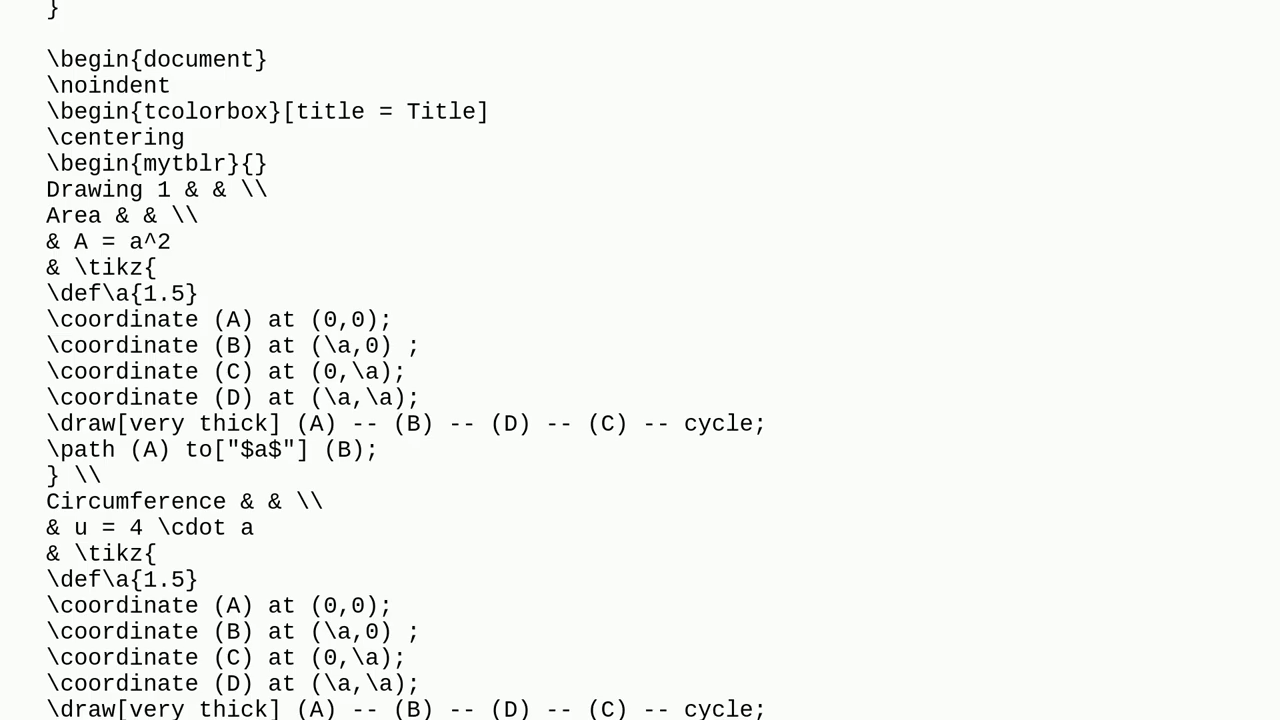 }
\begin{document}
\noindent
\begin{tcolorbox}[title = Title]
\centering
\begin{mytblr}{}
Drawing 1 & & \\
Area & & \\
& A = a^2
& \tikz{
\def\a{1.5}
\coordinate (A) at (0,0);
\coordinate (B) at (\a,0) ;
\coordinate (C) at (0,\a);
\coordinate (D) at (\a,\a);
\draw[very thick] (A) -- (B) -- (D) -- (C) -- cycle;
\path (A) to["$a$"] (B);
} \\
Circumference & & \\
& u = 4 \cdot a
& \tikz{
\def\a{1.5}
\coordinate (A) at (0,0);
\coordinate (B) at (\a,0) ;
\coordinate (C) at (0,\a);
\coordinate (D) at (\a,\a);
\draw[very thick] (A) -- (B) -- (D) -- (C) -- cycle;